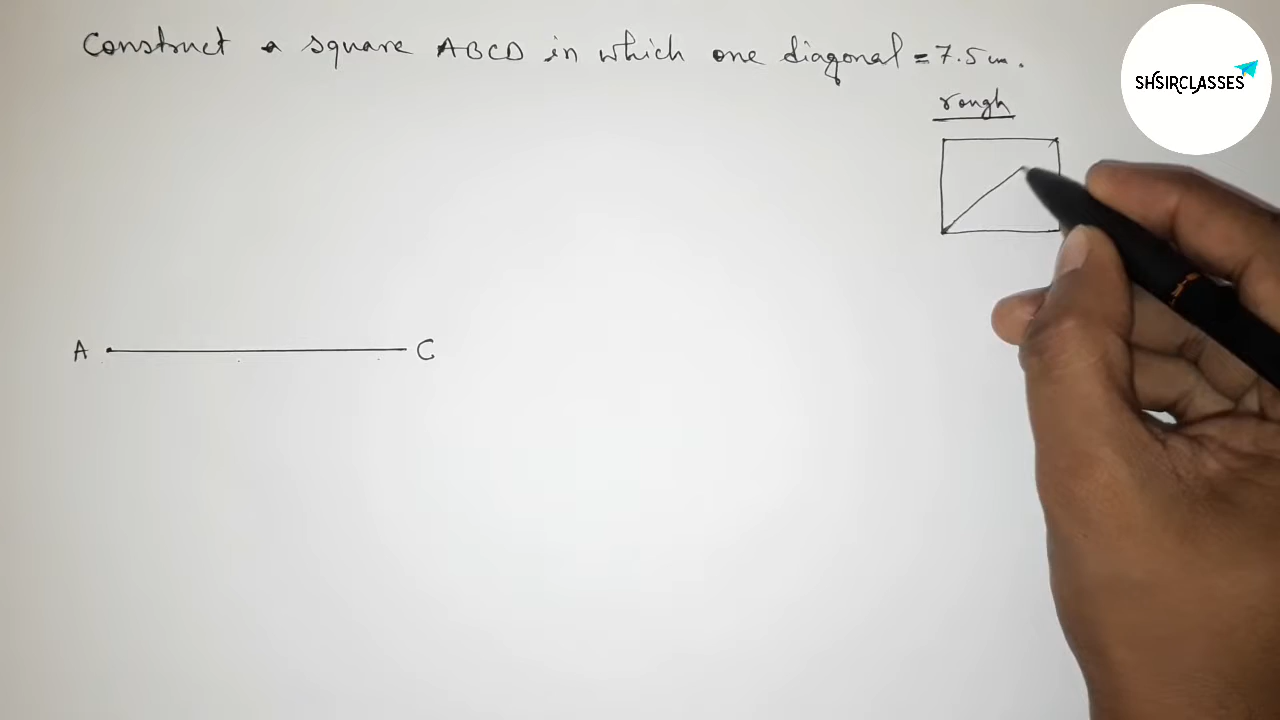 Construct a square ABCD in which one diagonal = 7.5 cm.
SHSIRCLASSES
rough
A
C